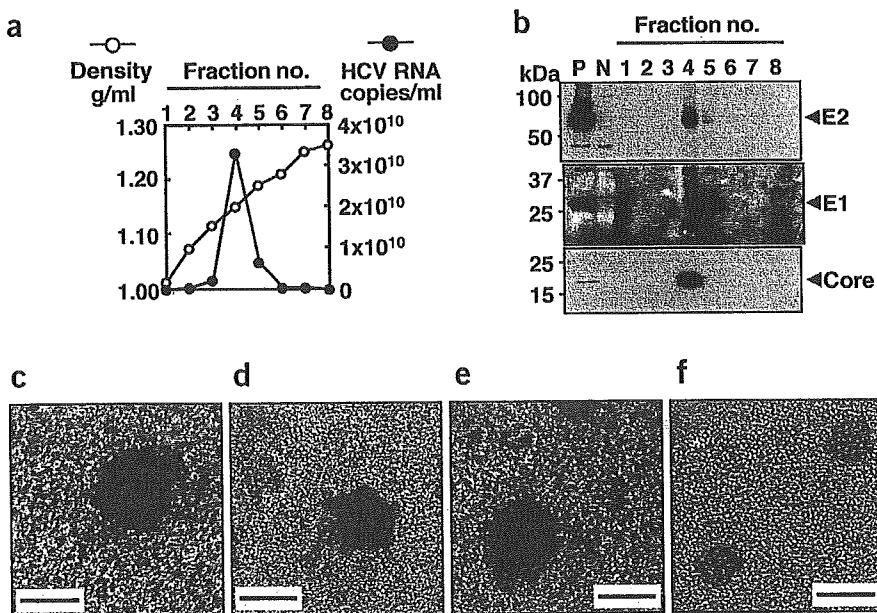 a
Density
g/ml
Fraction no.
HCV RNA
copies/ml
1 2 3 4 5 6 7 8
1.30
1.20
1.10
1.00
4x10¹⁰
3x10¹⁰
2x10¹⁰
1x10¹⁰
0
b
Fraction no.
kDa P N 1 2 3 4 5 6 7 8
100
50
E2
37
25
E1
25
15
Core
c
d
e
f